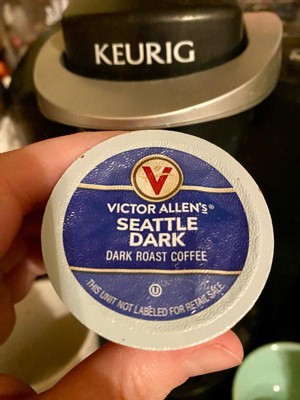 KEURIG
V
VICTOR ALLEN'S®
SEATTLE
DARK
DARK ROAST COFFEE
THIS UNIT NOT LABELED FOR RETAIL SALE
U